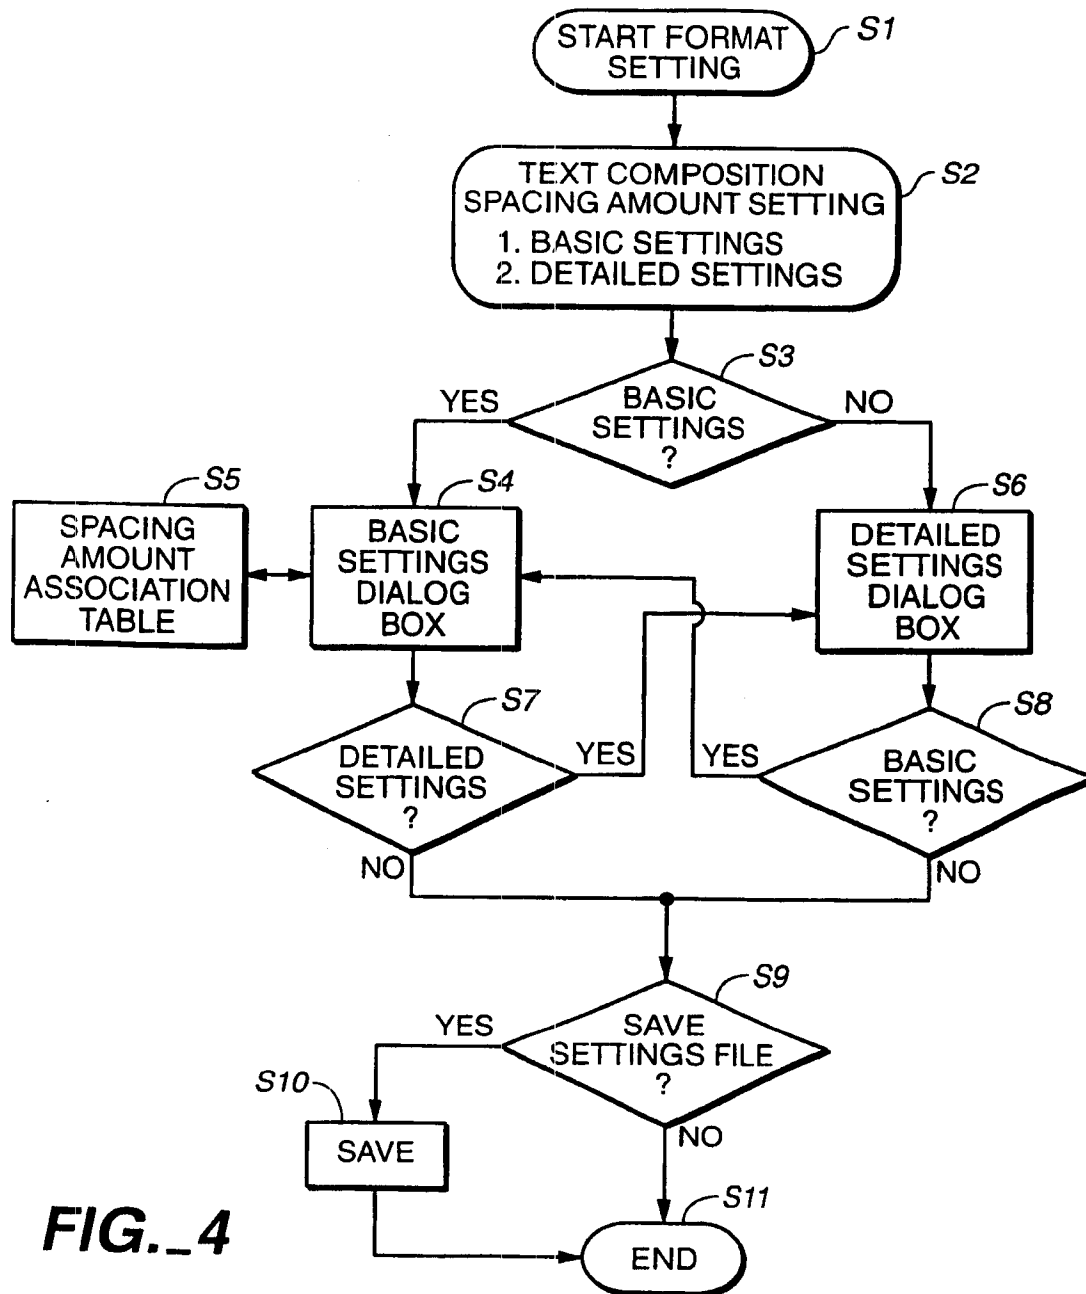 START FORMAT
SETTING
S1
TEXT COMPOSITION
SPACING AMOUNT SETTING
1. BASIC SETTINGS
2. DETAILED SETTINGS
S2
S3
YES
BASIC
SETTINGS
?
NO
S5
SPACING
AMOUNT
ASSOCIATION
TABLE
S4
BASIC
SETTINGS
DIALOG
BOX
S6
DETAILED
SETTINGS
DIALOG
BOX
S7
DETAILED
SETTINGS
?
YES
NO
S8
YES
BASIC
SETTINGS
?
NO
S9
YES
SAVE
SETTINGS FILE
?
NO
S10
SAVE
S11
END
FIG._4